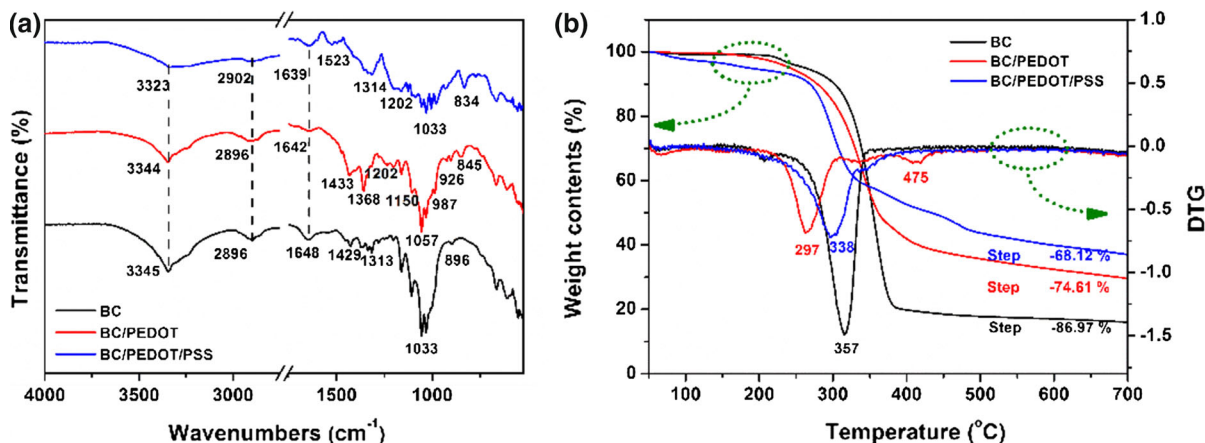 (a)
Transmittance (%)
3323
2902
1639
1523
1314
1202
1033
834
3344
2896
1642
1433
1368
1202
1150
1057
987
926
845
3345
2896
1648
1429
1313
1033
896
BC
BC/PEDOT
BC/PEDOT/PSS
4000 3500 3000 1500 1000
Wavenumbers (cm⁻¹)
(b)
Weight contents (%)
100
80
60
40
20
0
BC
BC/PEDOT
BC/PEDOT/PSS
475
297
338
357
Step -68.12 %
Step -74.61 %
Step -86.97 %
1.0
0.5
0.0
-0.5
-1.0
-1.5
DTG
100 200 300 400 500 600 700
Temperature (°C)